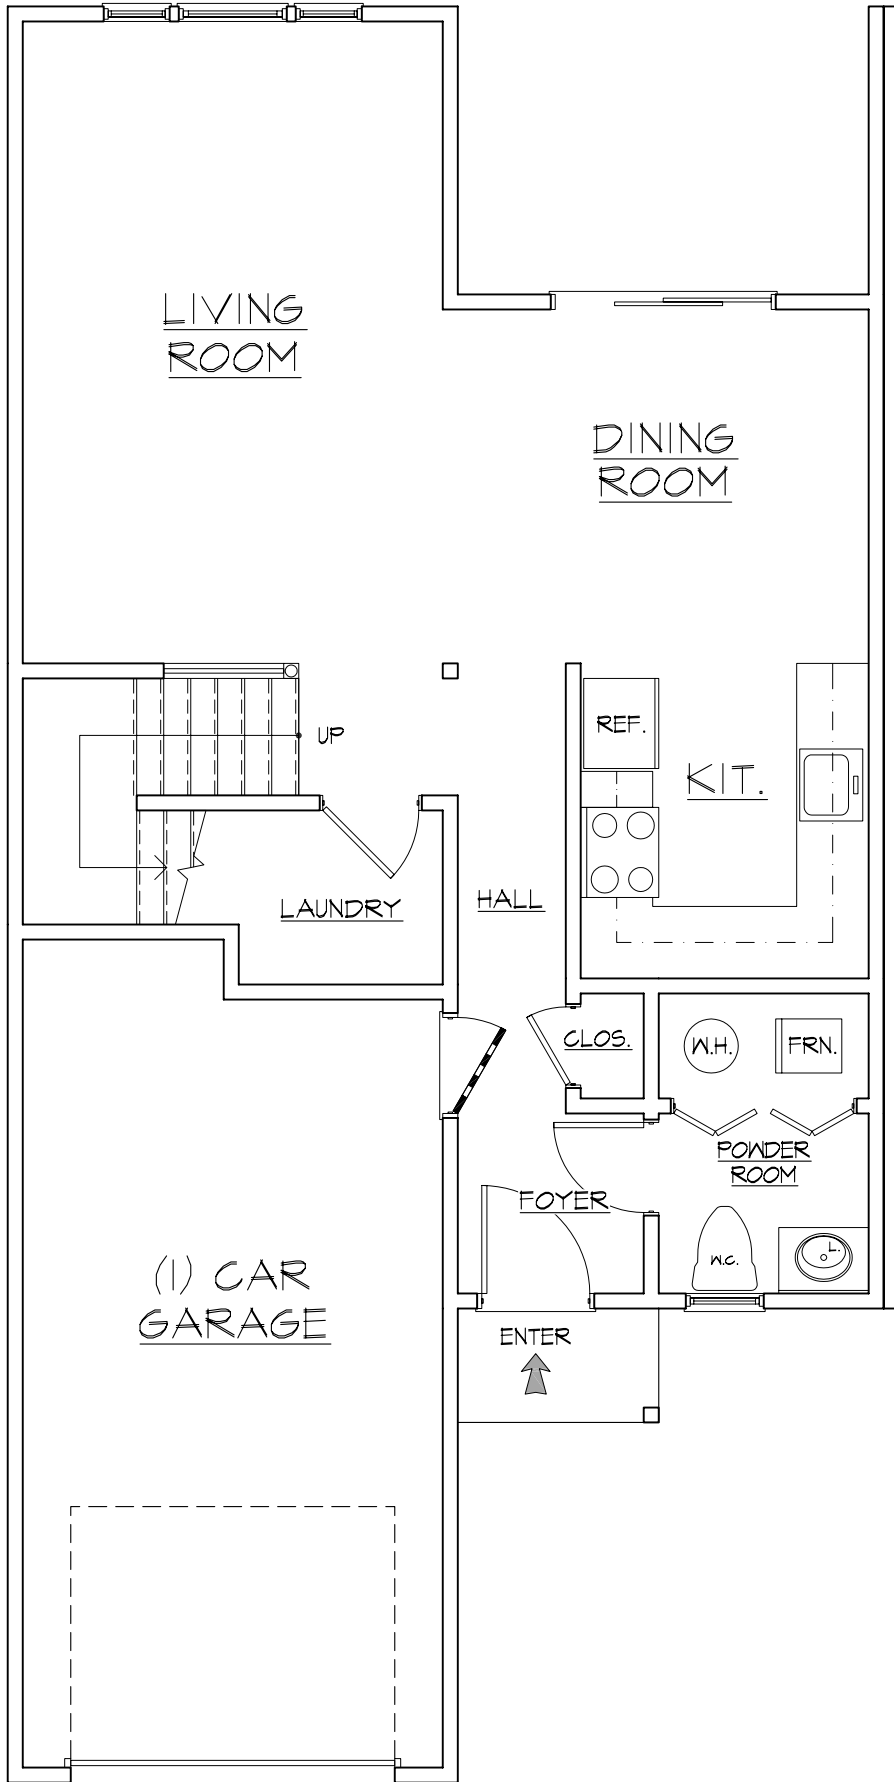 LIVING
ROOM
DINING
ROOM
REF.
UP
KIT.
LAUNDRY
HALL
CLOS.
W.H.
FRN.
POWDER
ROOM
FOYER
L.
W.C.
(1) CAR
GARAGE
ENTER